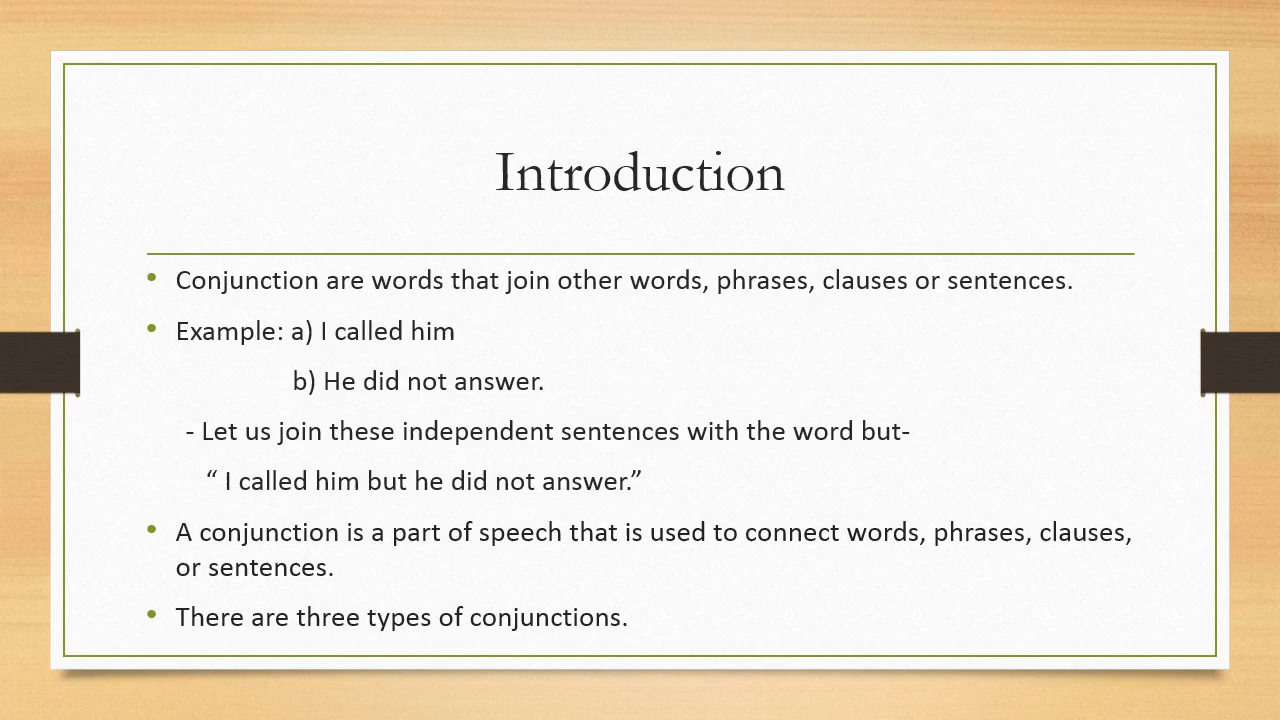 Introduction
• Conjunction are words that join other words, phrases, clauses or sentences.
• Example: a) I called him
b) He did not answer.
- Let us join these independent sentences with the word but-
“ I called him but he did not answer.”
• A conjunction is a part of speech that is used to connect words, phrases, clauses,
or sentences.
• There are three types of conjunctions.